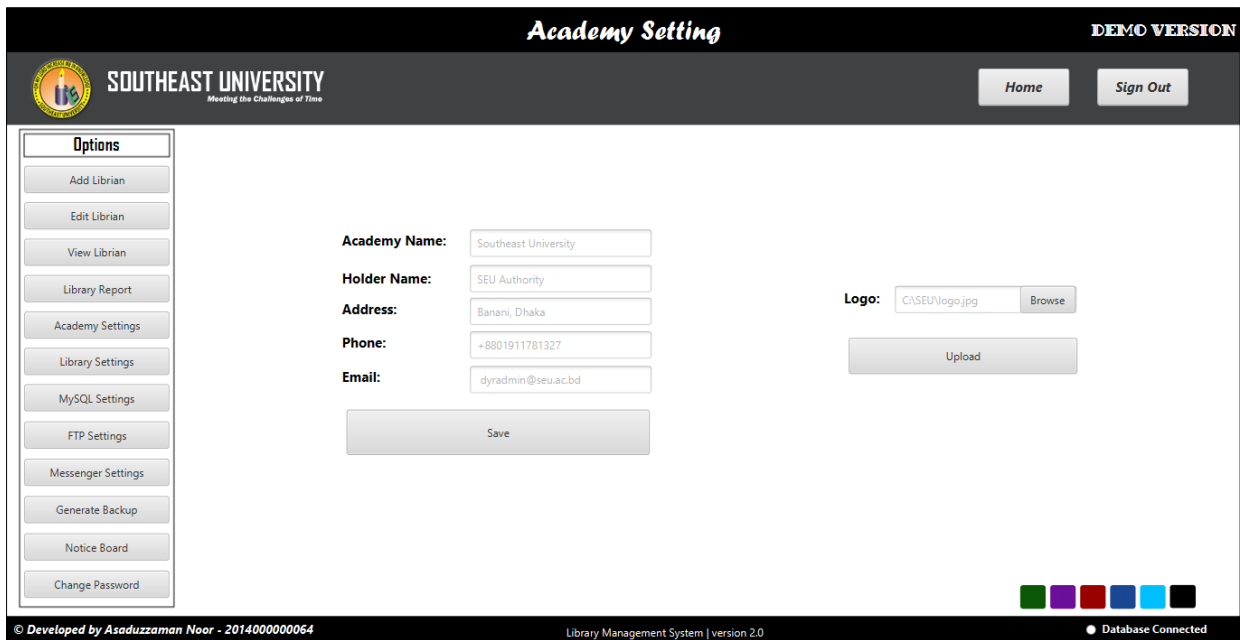 Academy Setting
DEMO VERSION
SOUTHEAST UNIVERSITY
Meeting the Challenges of Time
Home
Sign Out
Options
Add Librian
Edit Librian
View Librian
Library Report
Academy Settings
Library Settings
MySQL Settings
FTP Settings
Messenger Settings
Generate Backup
Notice Board
Change Password
Academy Name: Southeast University
Holder Name: SEU Authority
Address: Banani, Dhaka
Phone: +8801911781327
Email: dyradmin@seu.ac.bd
Save
Logo: C:\SEU\logo.jpg Browse
Upload
© Developed by Asaduzzaman Noor - 2014000000064
Library Management System | version 2.0
Database Connected